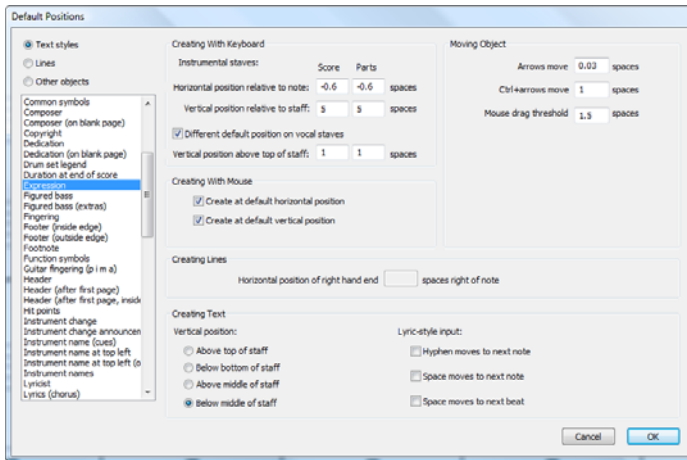 Default Positions
Text styles
Lines
Other objects
Common symbols
Composer
Composer (on blank page)
Copyright
Dedication
Dedication (on blank page)
Drum set legend
Duration at end of score
Expression
Figured bass
Figured bass (extras)
Fingering
Footer (inside edge)
Footer (outside edge)
Footnote
Function symbols
Guitar fingering (p i m a)
Header
Header (after first page)
Header (after first page, inside
Hit points
Instrument change
Instrument change announcen
Instrument name (cues)
Instrument name at top left
Instrument name at top left (o
Instrument names
Lyricist
Lyrics (chorus)
Creating With Keyboard
Instrumental staves: Score Parts
Horizontal position relative to note: -0.6 -0.6 spaces
Vertical position relative to staff: 5 5 spaces
Different default position on vocal staves
Vertical position above top of staff: 1 1 spaces
Creating With Mouse
Create at default horizontal position
Create at default vertical position
Moving Object
Arrows move 0.03 spaces
Ctrl+arrows move 1 spaces
Mouse drag threshold 1.5 spaces
Creating Lines
Horizontal position of right hand end spaces right of note
Creating Text
Vertical position:
Above top of staff
Below bottom of staff
Above middle of staff
Below middle of staff
Lyric-style input:
Hyphen moves to next note
Space moves to next note
Space moves to next beat
Cancel OK